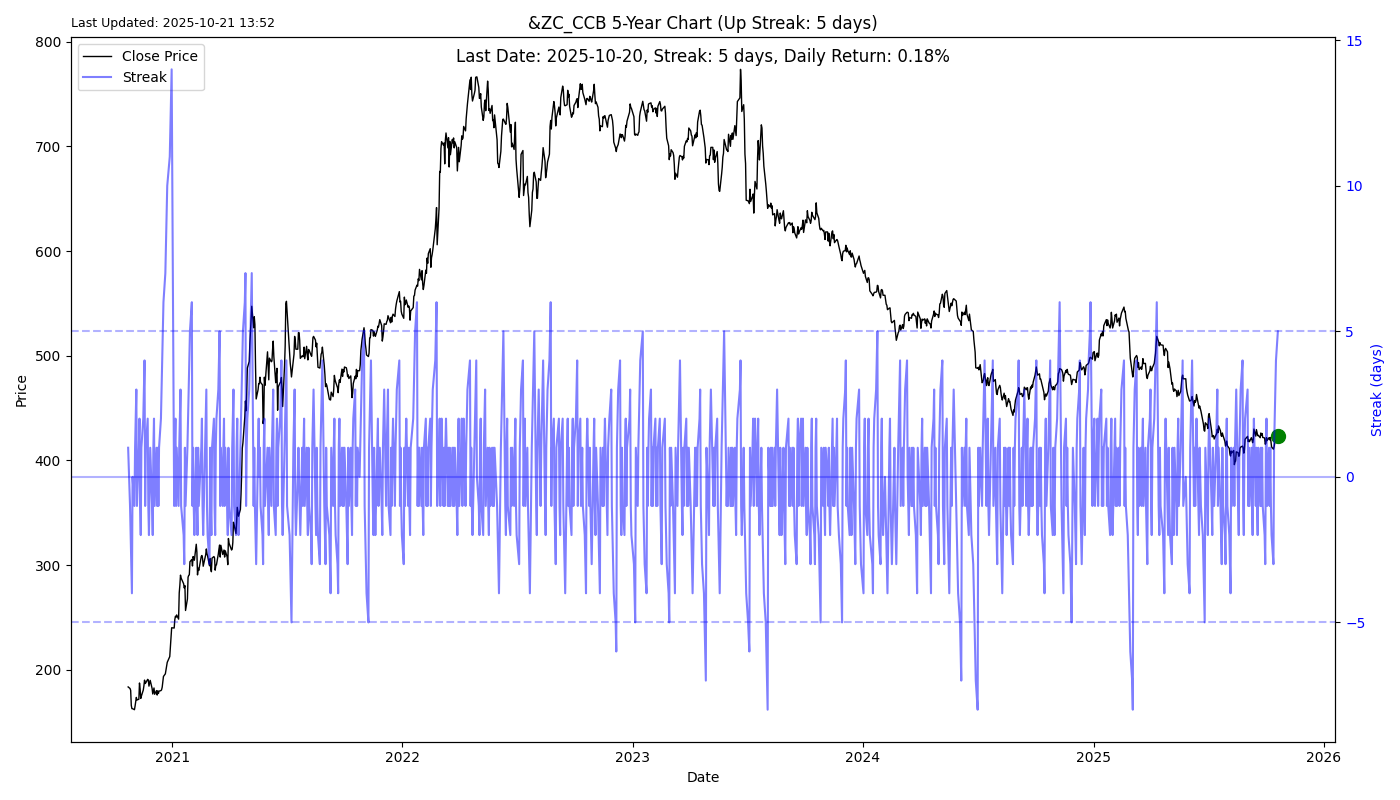 Last Updated: 2025-10-21 13:52
&ZC_CCB 5-Year Chart (Up Streak: 5 days)
Last Date: 2025-10-20, Streak: 5 days, Daily Return: 0.18%
Close Price
Streak
800
700
600
500
400
300
200
Price
15
10
5
0
−5
Streak (days)
2021
2022
2023
2024
2025
2026
Date